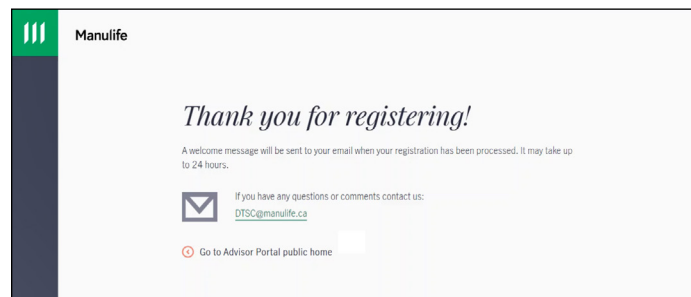 Manulife
Thank you for registering!
A welcome message will be sent to your email when your registration has been processed. It may take up
to 24 hours.
If you have any questions or comments contact us:
DTSC@manulife.ca
Go to Advisor Portal public home